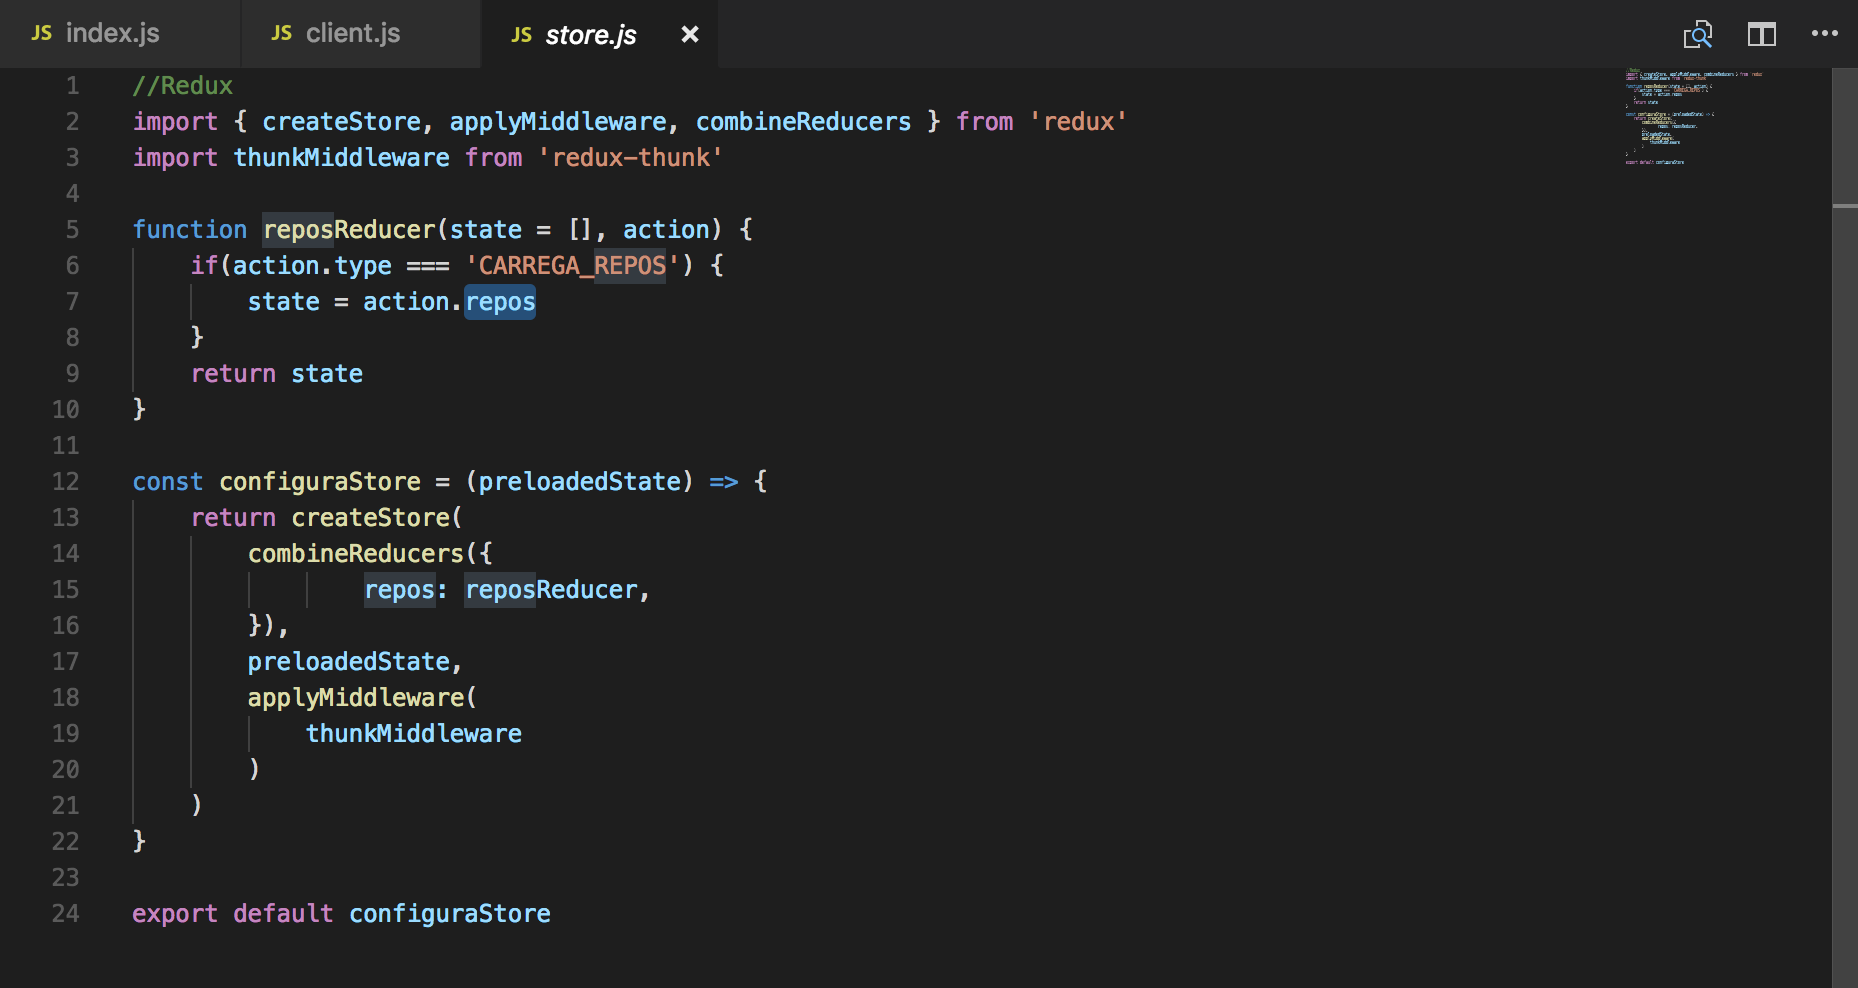 JS index.js JS client.js JS store.js
1 //Redux
2 import { createStore, applyMiddleware, combineReducers } from 'redux'
3 import thunkMiddleware from 'redux-thunk'
4
5 function reposReducer(state = [], action) {
6     if(action.type === 'CARREGA_REPOS') {
7         state = action.repos
8     }
9     return state
10 }
11
12 const configuraStore = (preloadedState) => {
13     return createStore(
14         combineReducers({
15                 repos: reposReducer,
16         }),
17         preloadedState,
18         applyMiddleware(
19             thunkMiddleware
20         )
21     )
22 }
23
24 export default configuraStore